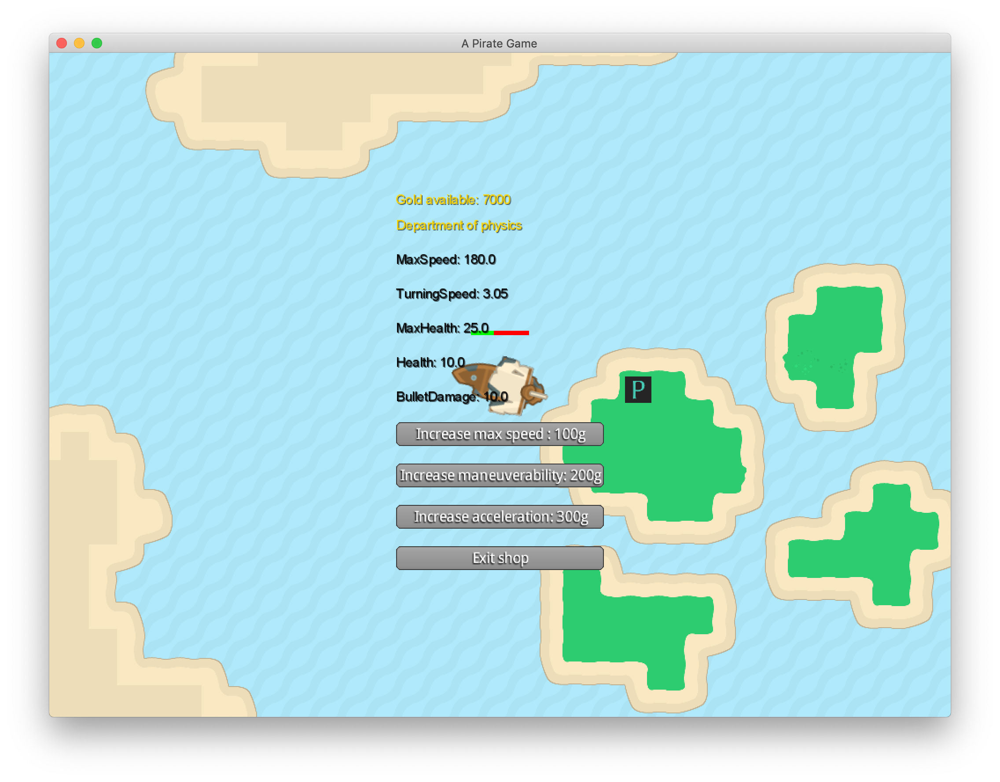 A Pirate Game
Gold available: 7000
Department of physics
MaxSpeed: 180.0
TurningSpeed: 3.05
MaxHealth: 25.0
Health: 10.0
P
BulletDamage: 10.0
Increase max speed : 100g
Increase maneuverability: 200g
Increase acceleration: 300g
Exit shop